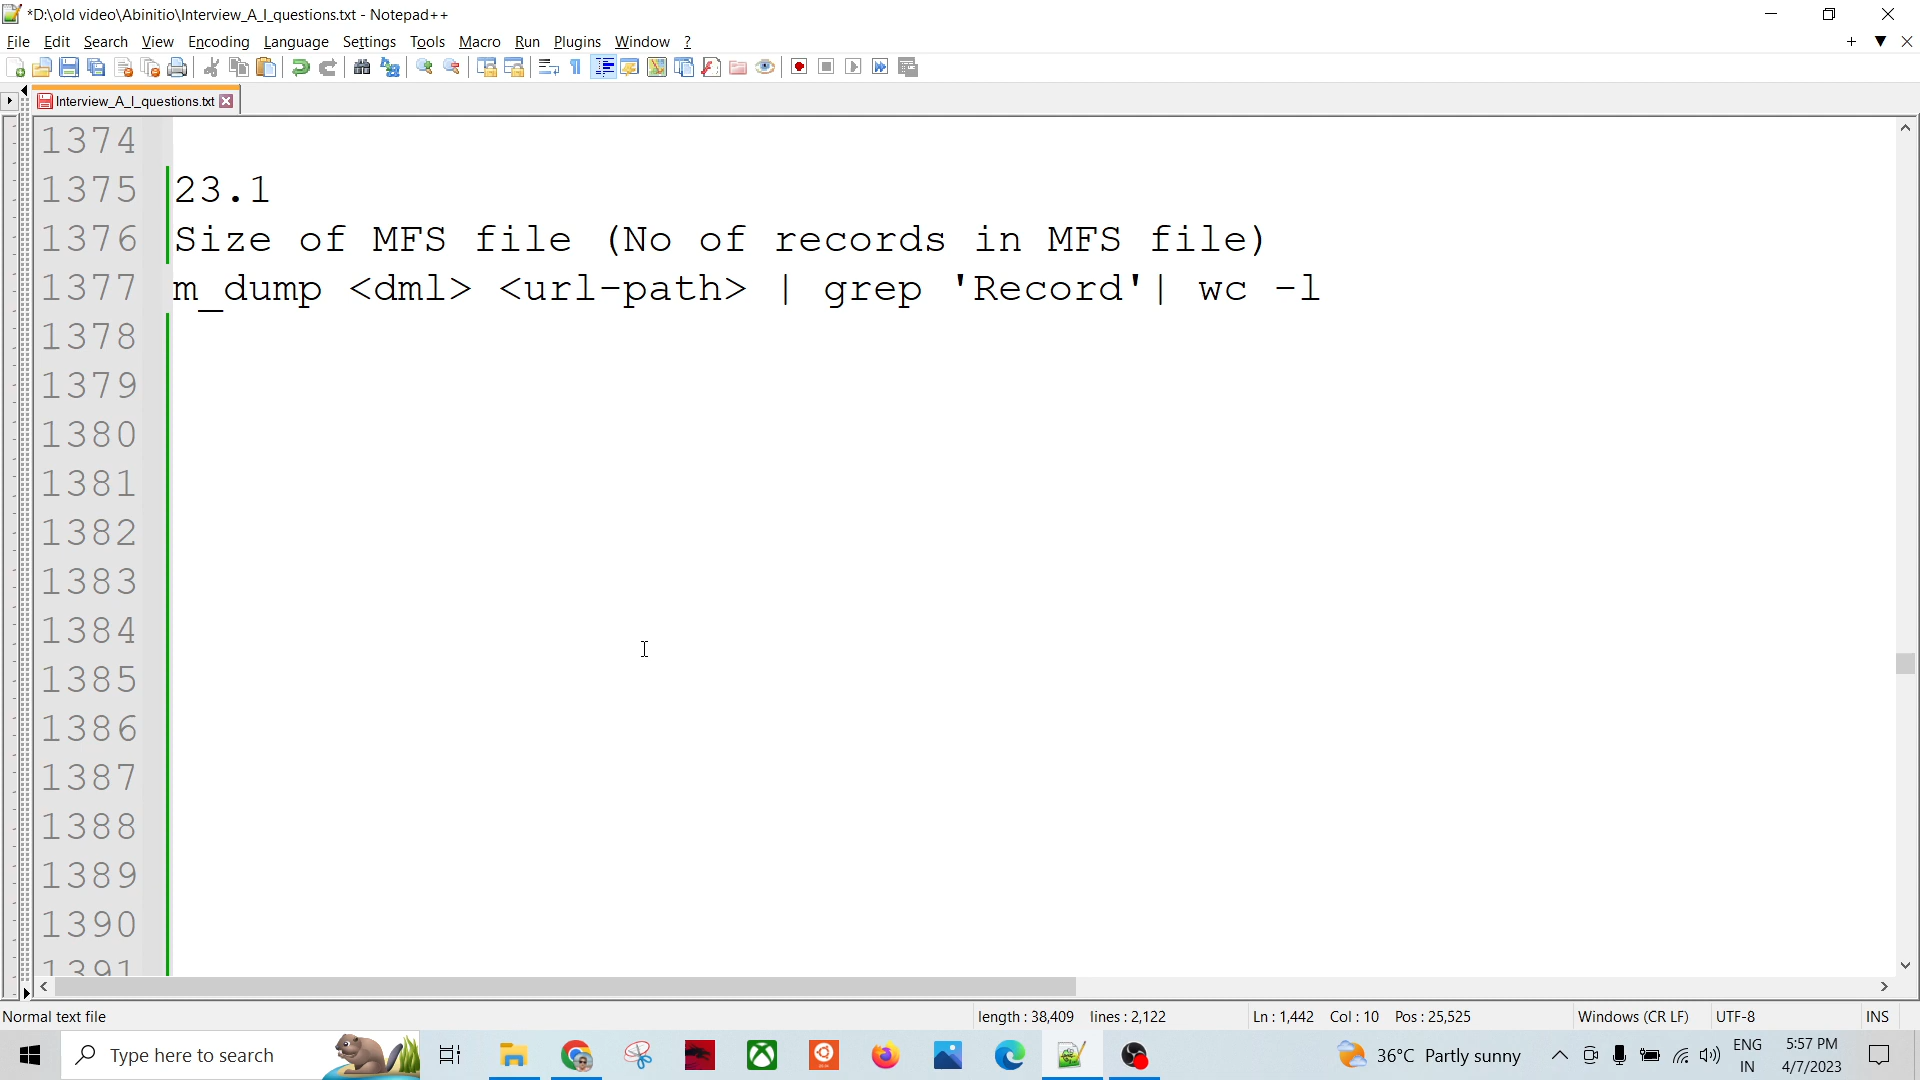 *D:\old video\Abinitio\Interview_A_I_questions.txt - Notepad++
File Edit Search View Encoding Language Settings Tools Macro Run Plugins Window ?
Interview_A_I_questions.txt
1374
1375 23.1
1376 Size of MFS file (No of records in MFS file)
1377 m_dump <dml> <url-path> | grep 'Record'| wc -l
1378
1379
1380
1381
1382
1383
1384
1385
1386
1387
1388
1389
1390
1391
Normal text file length : 38,409 lines : 2,122 Ln : 1,442 Col : 10 Pos : 25,525 Windows (CR LF) UTF-8 INS
Type here to search 36°C Partly sunny ENG 5:57 PM
IN 4/7/2023